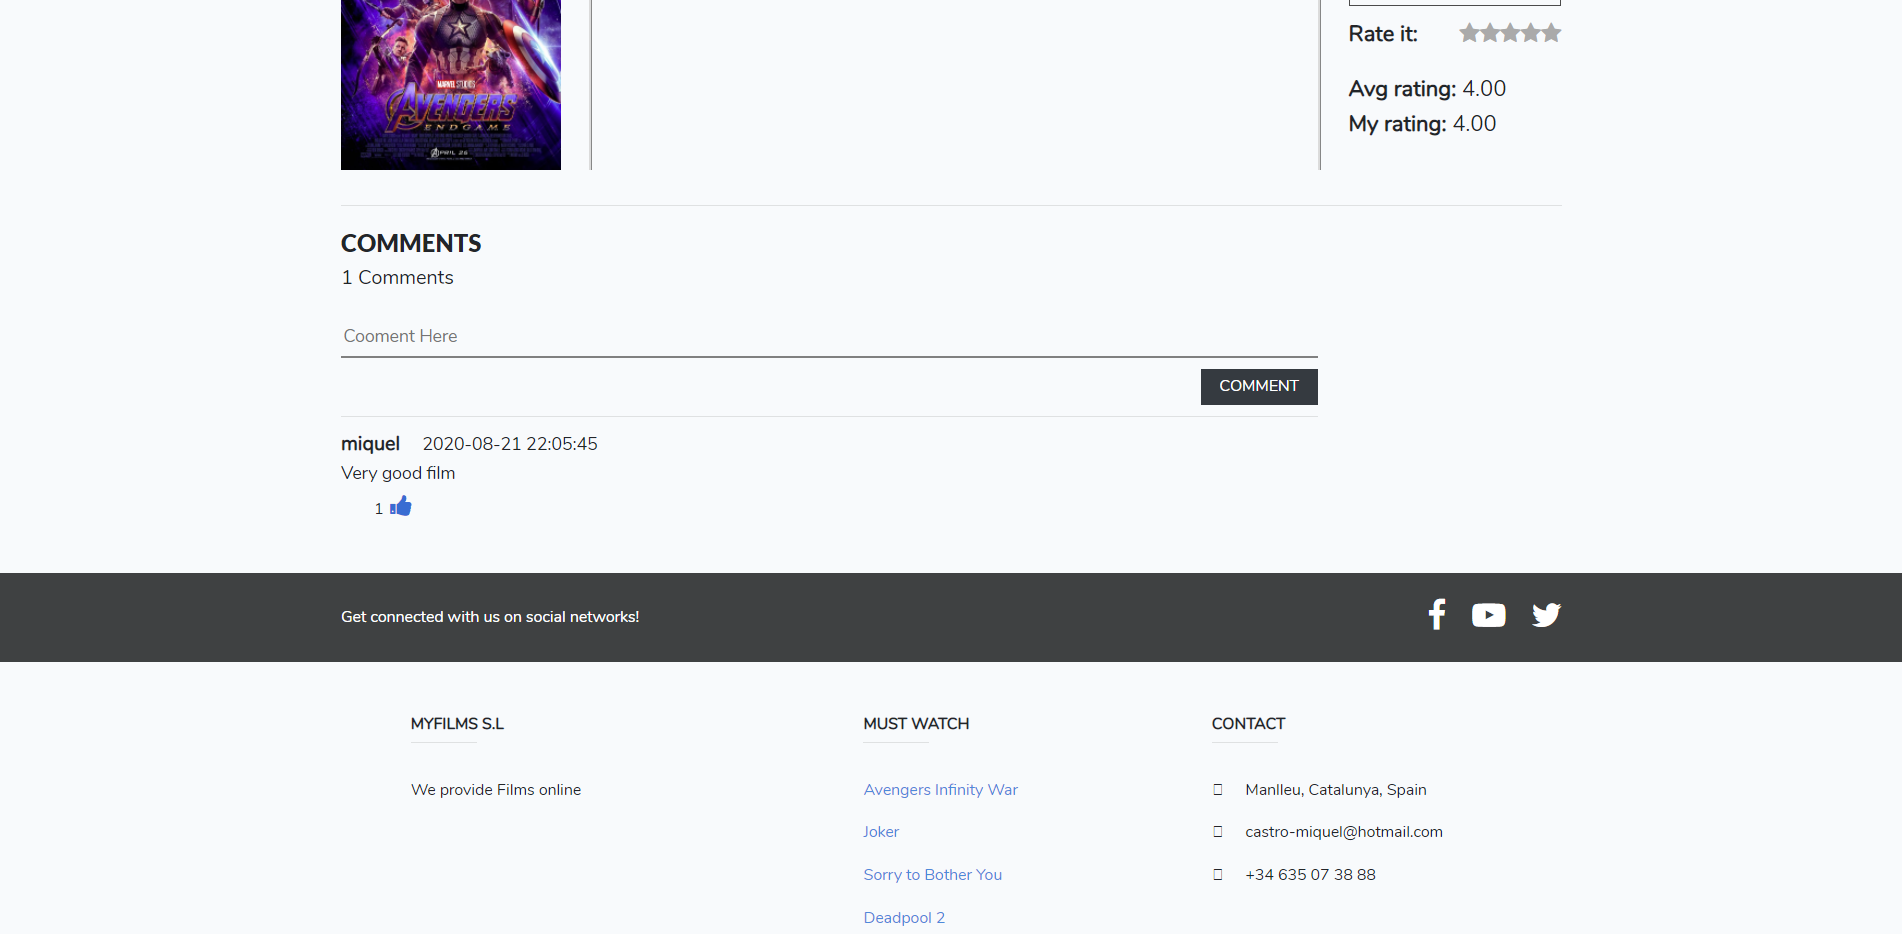 MARVEL STUDIOS
AVENGERS
ENDGAME
APRIL 26
Rate it:
Avg rating: 4.00
My rating: 4.00
COMMENTS
1 Comments
Cooment Here
COMMENT
miquel 2020-08-21 22:05:45
Very good film
1
Get connected with us on social networks!
MYFILMS S.L
We provide Films online
MUST WATCH
Avengers Infinity War
Joker
Sorry to Bother You
Deadpool 2
CONTACT
Manlleu, Catalunya, Spain
castro-miquel@hotmail.com
+34 635 07 38 88